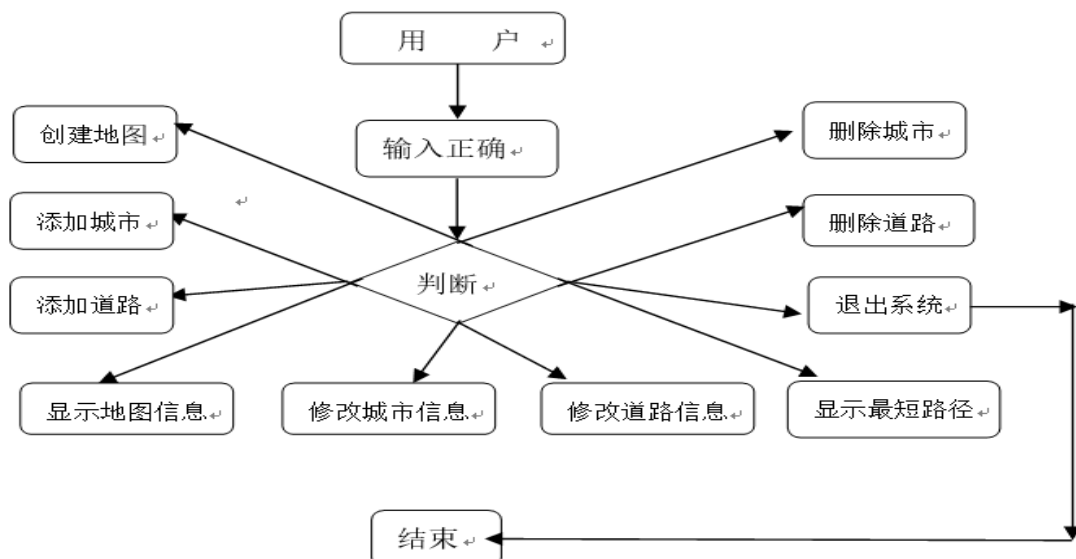 用 户
输入正确
创建地图
删除城市
添加城市
删除道路
判断
添加道路
退出系统
显示地图信息
修改城市信息
修改道路信息
显示最短路径
结束